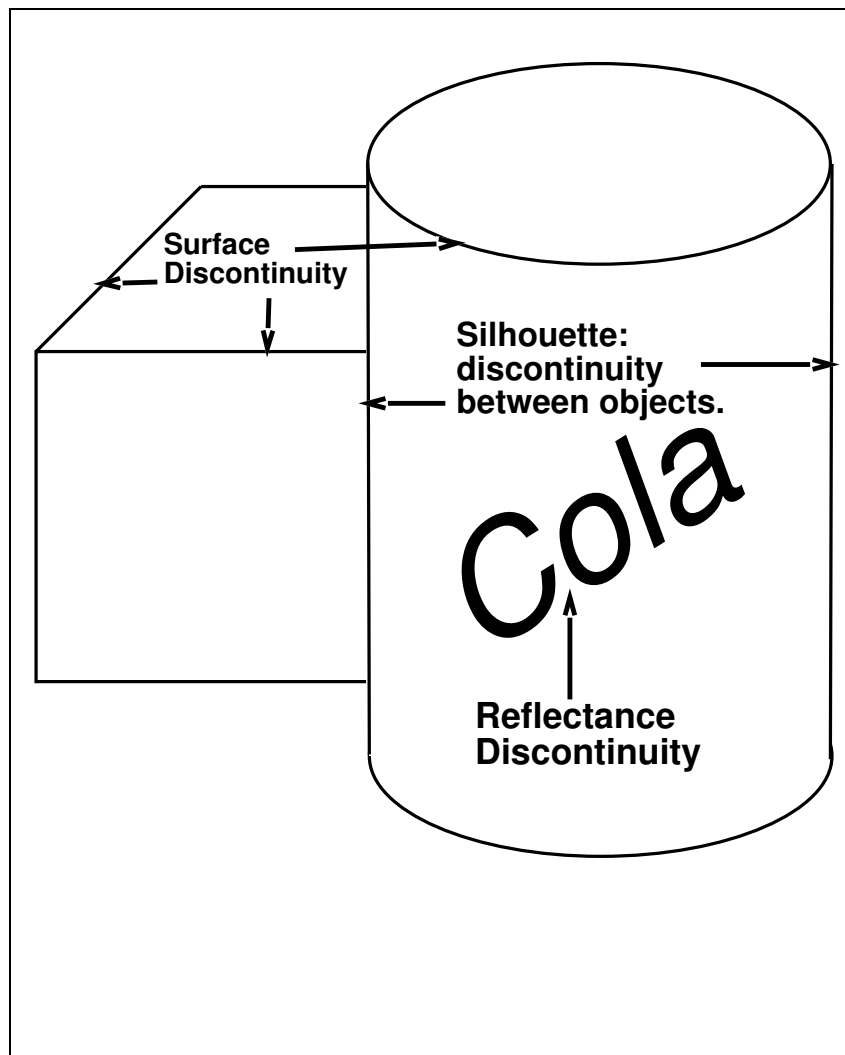 Surface
Discontinuity
Silhouette:
discontinuity
between objects.
Cola
Reflectance
Discontinuity